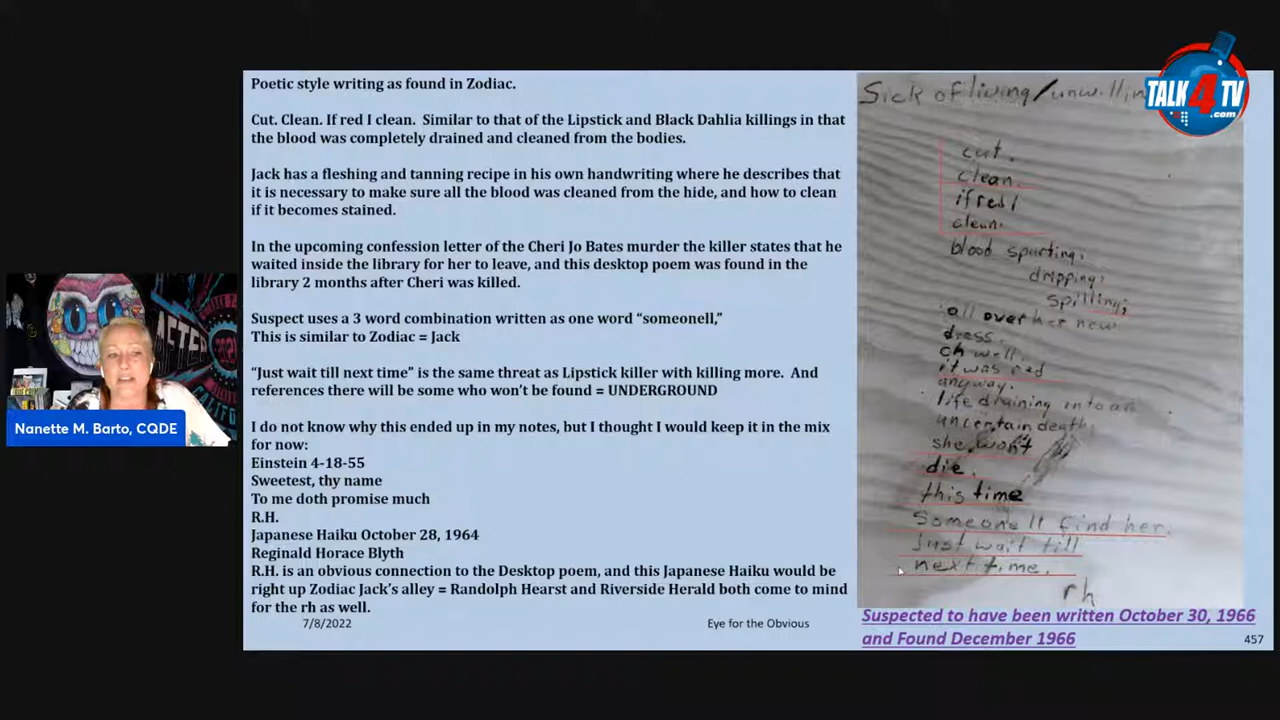 Poetic style writing as found in Zodiac.
Cut. Clean. If red I clean. Similar to that of the Lipstick and Black Dahlia killings in that
the blood was completely drained and cleaned from the bodies.
Jack has a fleshing and tanning recipe in his own handwriting where he describes that
it is necessary to make sure all the blood was cleaned from the hide, and how to clean
if it becomes stained.
In the upcoming confession letter of the Cheri Jo Bates murder the killer states that he
waited inside the library for her to leave, and this desktop poem was found in the
library 2 months after Cheri was killed.
Suspect uses a 3 word combination written as one word “someonell,”
This is similar to Zodiac = Jack
“Just wait till next time” is the same threat as Lipstick killer with killing more. And
references there will be some who won’t be found = UNDERGROUND
I do not know why this ended up in my notes, but I thought I would keep it in the mix
for now:
Einstein 4-18-55
Sweetest, thy name
To me doth promise much
R.H.
Japanese Haiku October 28, 1964
Reginald Horace Blyth
R.H. is an obvious connection to the Desktop poem, and this Japanese Haiku would be
right up Zodiac Jack’s alley = Randolph Hearst and Riverside Herald both come to mind
for the rh as well.
7/8/2022
Eye for the Obvious
Sick of living/
cut.
clean.
if red /
clean.
blood spurting,
dripping,
spilling;
all over her new
dress.
oh well.
it was red
anyway.
life draining into an
uncertain death.
she won't
die.
this time
Someone ll find her.
Just wait till
next time.
rh
Suspected to have been written October 30, 1966
and Found December 1966
457
TALK4TV
.com
Nanette M. Barto, CQDE
AFTER